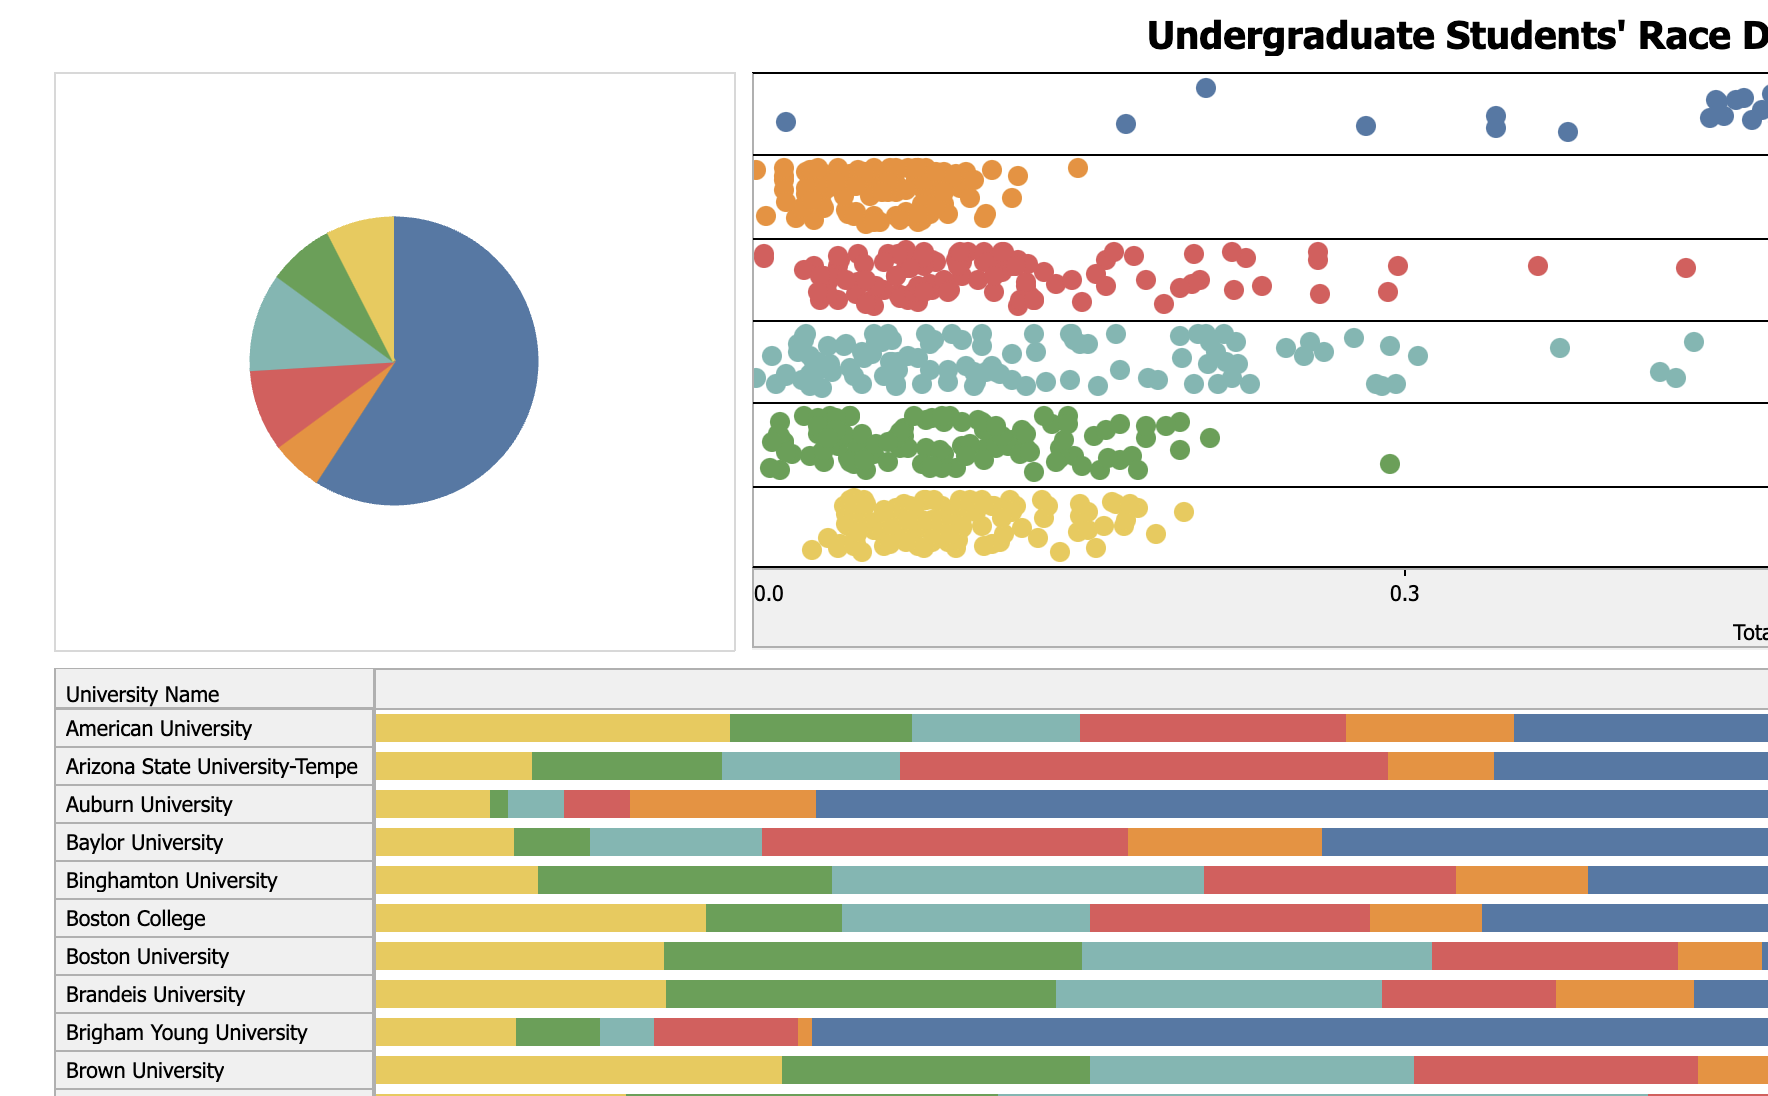 Undergraduate Students' Race D
0.0 0.3
Tota
University Name
American University
Arizona State University-Tempe
Auburn University
Baylor University
Binghamton University
Boston College
Boston University
Brandeis University
Brigham Young University
Brown University